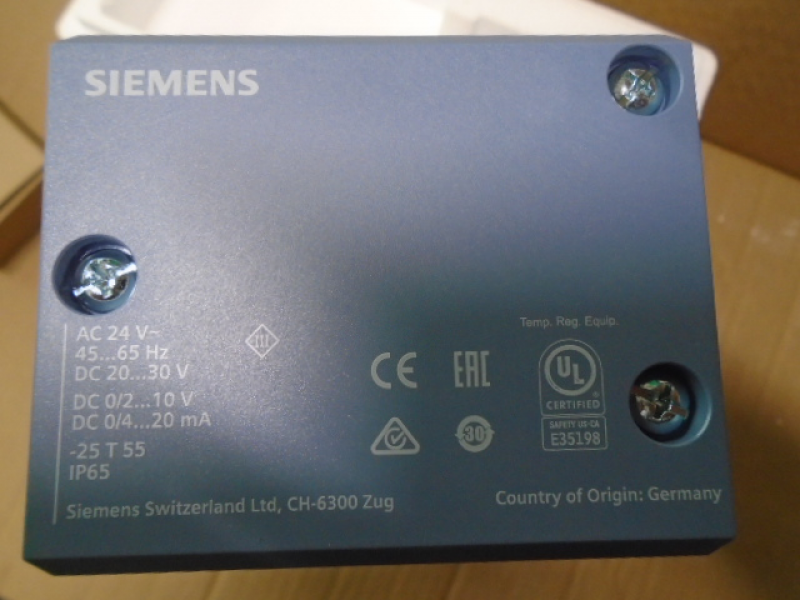 SIEMENS
AC 24 V~
45...65 Hz
DC 20...30 V
DC 0/2...10 V
DC 0/4...20 mA
-25 T 55
IP65
III
Temp. Reg. Equip.
CE
EAC
UL
®
CERTIFIED
SAFETY US-CA
E35198
30
Siemens Switzerland Ltd, CH-6300 Zug
Country of Origin: Germany